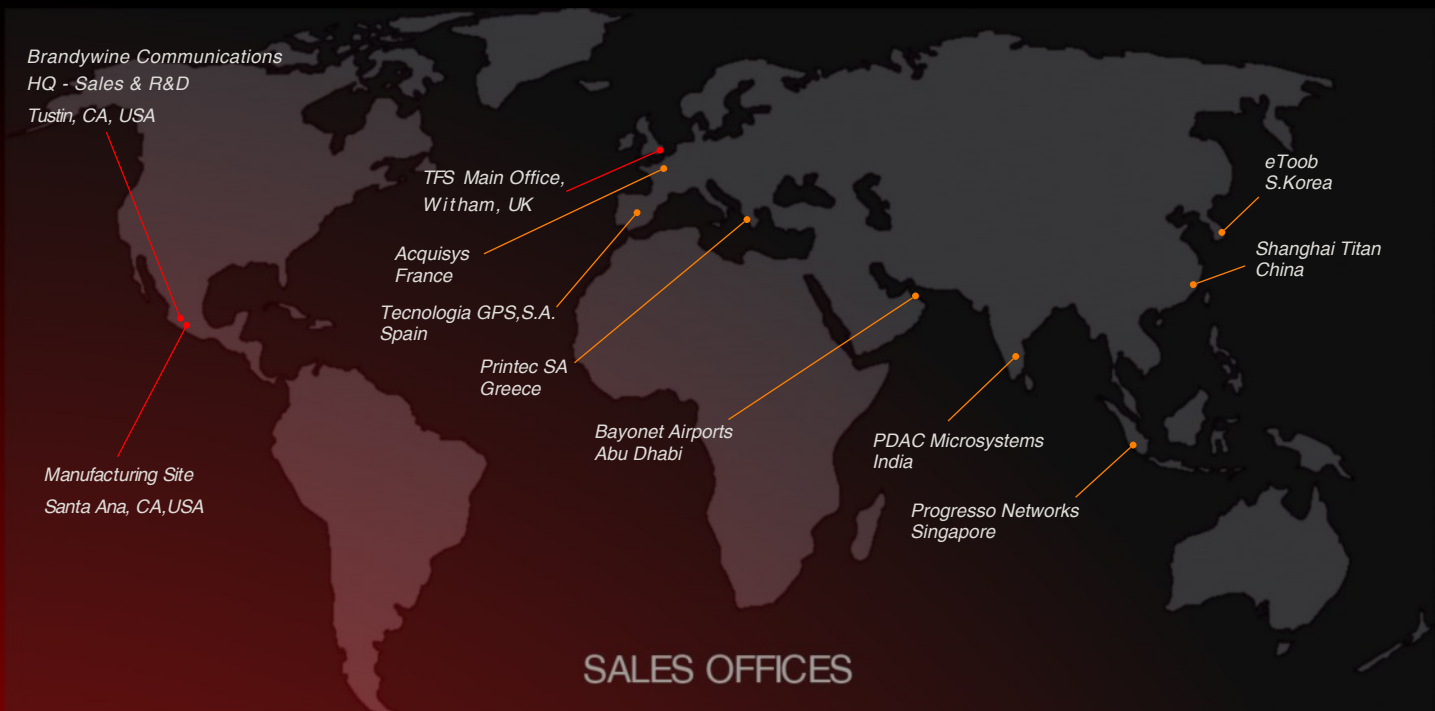 Brandywine Communications
HQ - Sales & R&D
Tustin, CA, USA
TFS Main Office,
Witham, UK
Acquisys
France
Tecnologia GPS,S.A.
Spain
Printec SA
Greece
Bayonet Airports
Abu Dhabi
PDAC Microsystems
India
Progresso Networks
Singapore
eToob
S.Korea
Shanghai Titan
China
Manufacturing Site
Santa Ana, CA,USA
SALES OFFICES